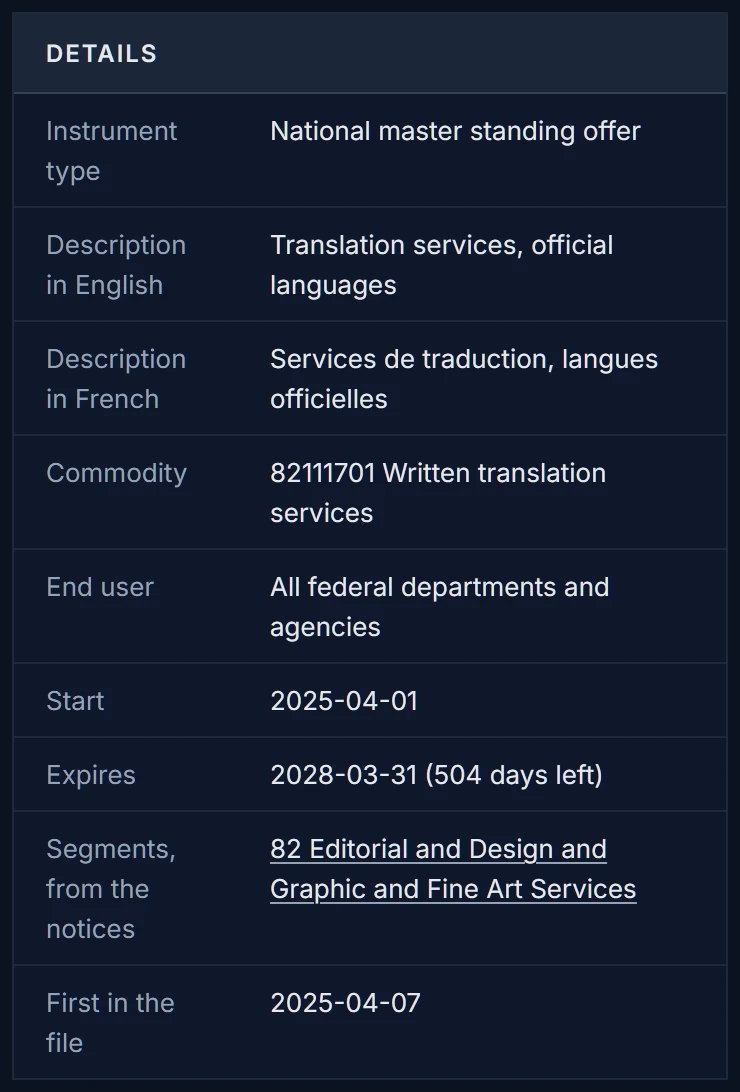 DETAILS
Instrument type
National master standing offer
Description in English
Translation services, official languages
Description in French
Services de traduction, langues officielles
Commodity
82111701 Written translation services
End user
All federal departments and agencies
Start
2025-04-01
Expires
2028-03-31 (504 days left)
Segments, from the notices
82 Editorial and Design and Graphic and Fine Art Services
First in the file
2025-04-07